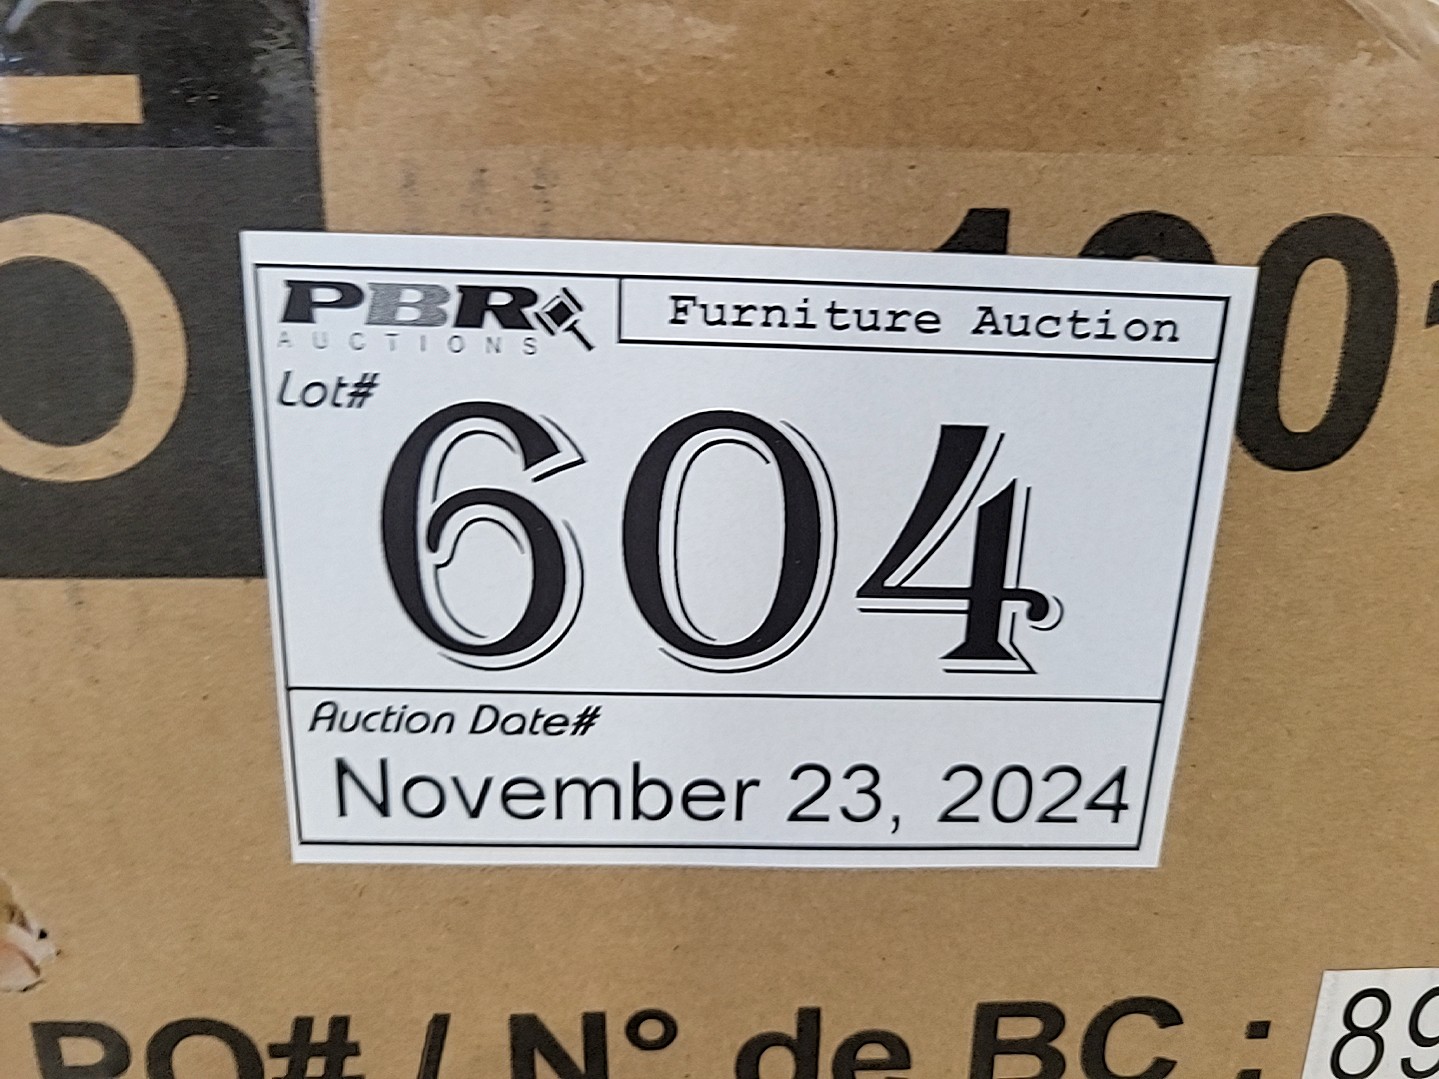 PBR
AUCTIONS
Furniture Auction
Lot#
604
Auction Date#
November 23, 2024
PO# / N° de BC :